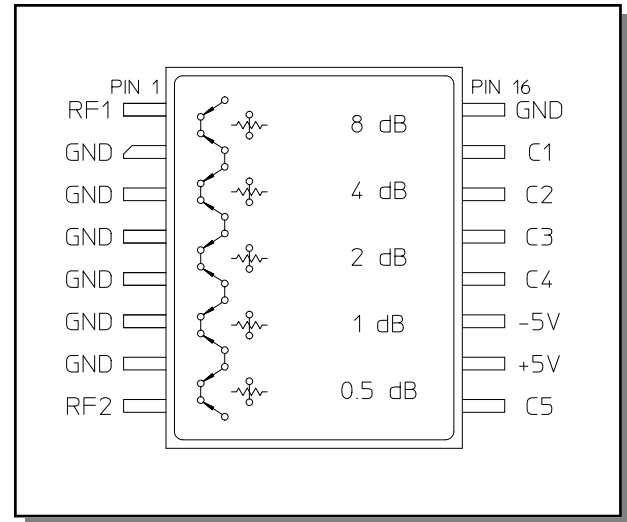 PIN 1
PIN 16
RF1
8 dB
GND
GND
C1
GND
4 dB
C2
GND
2 dB
C3
GND
C4
GND
1 dB
-5V
GND
+5V
RF2
0.5 dB
C5